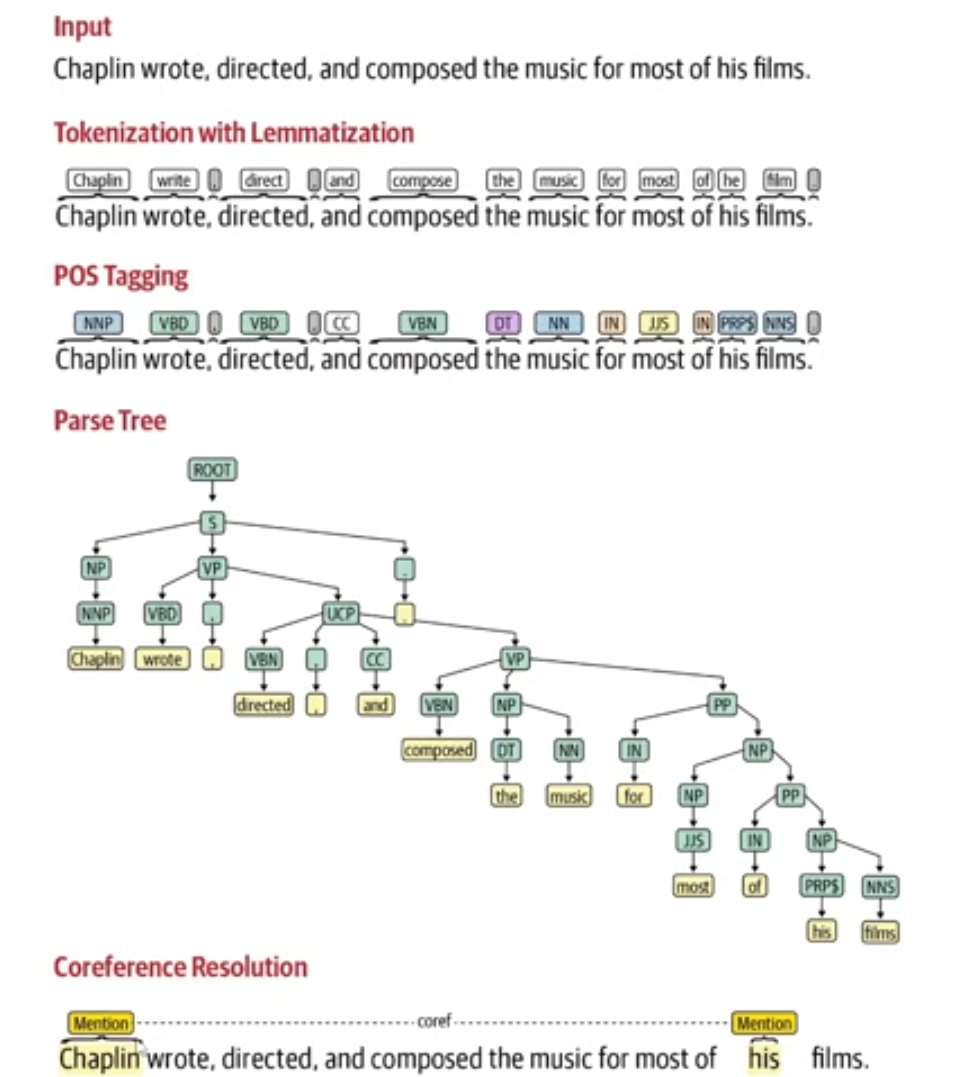 Input
Chaplin wrote, directed, and composed the music for most of his films.
Tokenization with Lemmatization
Chaplin write , direct , and compose the music for most of he film .
Chaplin wrote, directed, and composed the music for most of his films.
POS Tagging
NNP VBD , VBD , CC VBN DT NN IN JJS IN PRP$ NNS .
Chaplin wrote, directed, and composed the music for most of his films.
Parse Tree
ROOT
S
NP VP .
NNP VBD , UCP .
Chaplin wrote , VBN , CC VP
directed , and VBN NP PP
composed DT NN IN NP
the music for NP PP
JJS IN NP
most of PRP$ NNS
his films
Coreference Resolution
Mention coref Mention
Chaplin wrote, directed, and composed the music for most of his films.